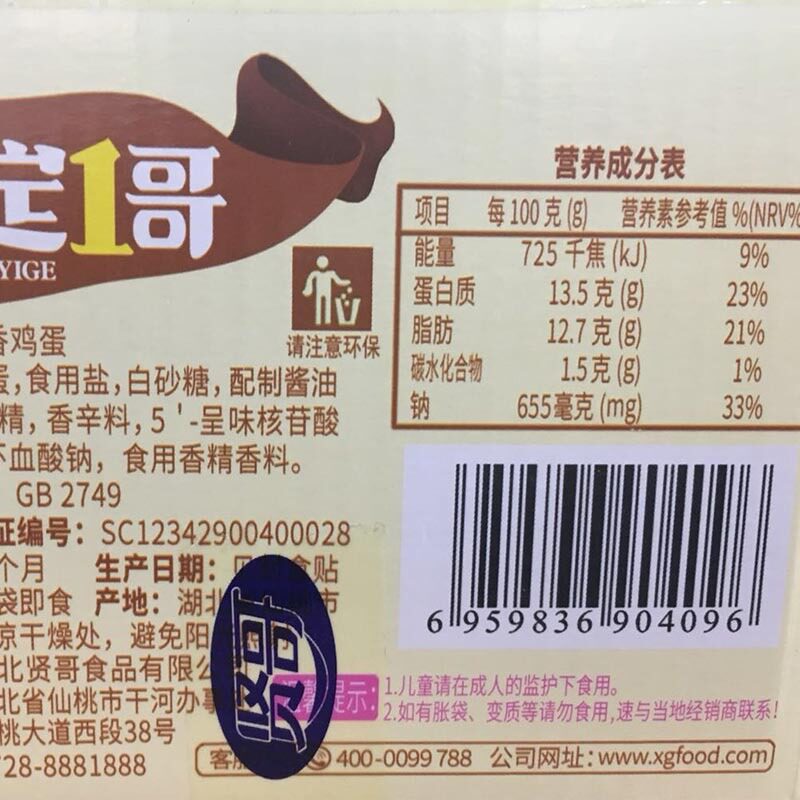 1哥
YIGE
请注意环保
香鸡蛋
蛋,食用盐,白砂糖,配制酱油
精,香辛料,5'-呈味核苷酸
坏血酸钠,食用香精香料。
GB 2749
证编号:SC12342900400028
个月 生产日期:
袋即食 产地:湖北 市
凉干燥处,避免阳
北贤哥食品有限公
北省仙桃市干河办事
桃大道西段38号
728-8881888
贤哥
营养成分表
项目 每100克(g) 营养素参考值%(NRV%
能量 725千焦(kJ) 9%
蛋白质 13.5克(g) 23%
脂肪 12.7克(g) 21%
碳水化合物 1.5克(g) 1%
钠 655毫克(mg) 33%
6 959836 904096
提示:
1.儿童请在成人的监护下食用。
2.如有胀袋、变质等请勿食用,速与当地经销商联系!
客服 400-0099788 公司网址:www.xgfood.com